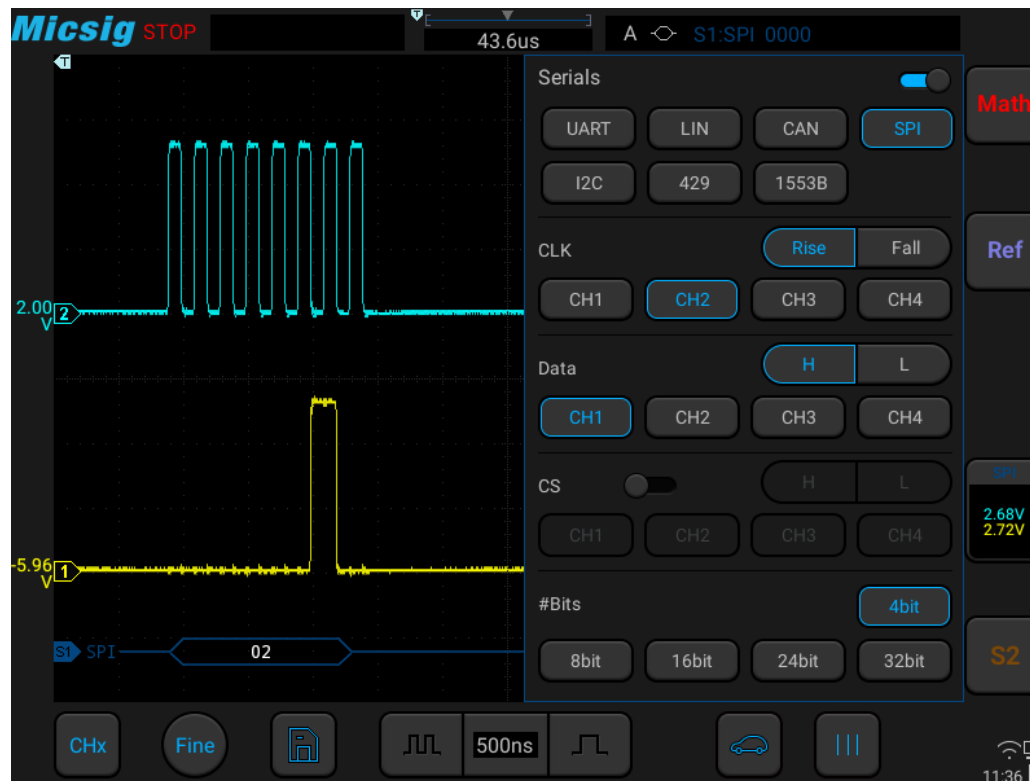 Micsig STOP
T
43.6us
A S1:SPI 0000
T
Serials
Math
UART LIN CAN SPI
I2C 429 1553B
CLK Rise Fall
Ref
CH1 CH2 CH3 CH4
2.00
V
2
Data H L
CH1 CH2 CH3 CH4
CS H L
SPI
2.68V
2.72V
CH1 CH2 CH3 CH4
-5.96
V
1
#Bits 4bit
S1 SPI 02
8bit 16bit 24bit 32bit
S2
CHx Fine 500ns
11:36